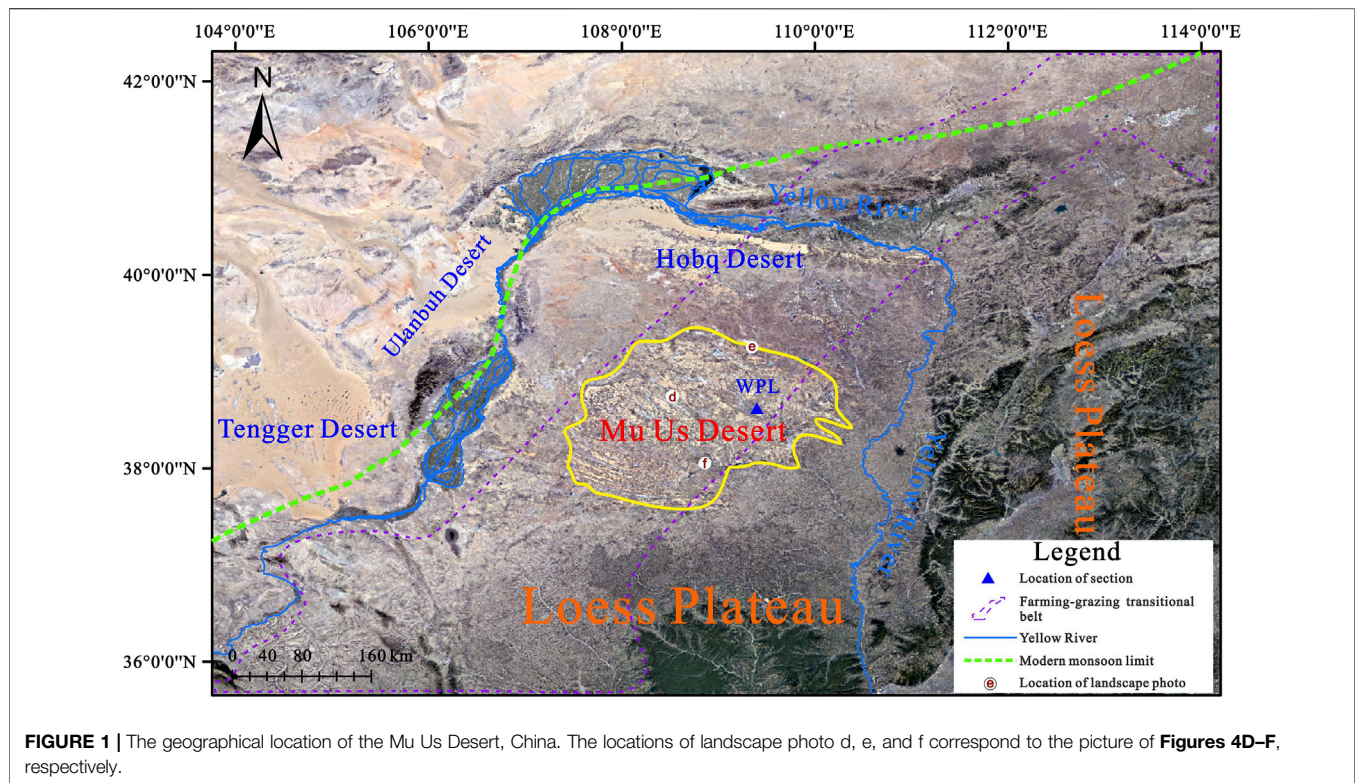 104°0'0"E 106°0'0"E 108°0'0"E 110°0'0"E 112°0'0"E 114°0'0"E
42°0'0"N
N
Yellow River
Hobq Desert
40°0'0"N
Ulanbuh Desert
Loess Plateau
e
WPL
d
Tengger Desert
Mu Us Desert
38°0'0"N
f
Yellow River
Yellow River
Loess Plateau
36°0'0"N
0 40 80 160 km
Legend
Location of section
Farming-grazing transitional
belt
Yellow River
Modern monsoon limit
e Location of landscape photo
FIGURE 1 | The geographical location of the Mu Us Desert, China. The locations of landscape photo d, e, and f correspond to the picture of Figures 4D–F,
respectively.